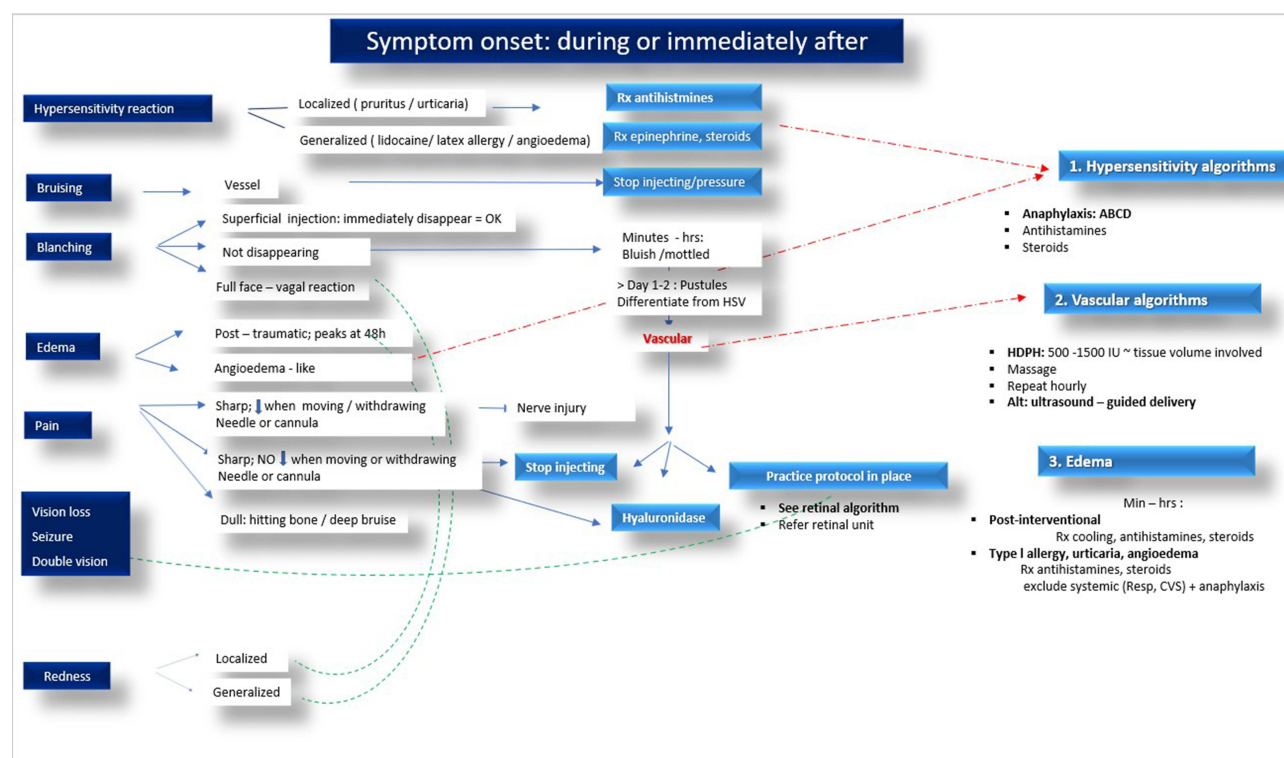 Symptom onset: during or immediately after
Hypersensitivity reaction
Localized ( pruritus / urticaria)
Rx antihistmines
Generalized ( lidocaine/ latex allergy / angioedema)
Rx epinephrine, steroids
Bruising
Vessel
Stop injecting/pressure
Blanching
Superficial injection: immediately disappear = OK
Not disappearing
Full face – vagal reaction
Minutes - hrs:
Bluish /mottled
> Day 1-2 : Pustules
Differentiate from HSV
Vascular
Edema
Post – traumatic; peaks at 48h
Angioedema - like
Pain
Sharp; when moving / withdrawing
Needle or cannula
Nerve injury
Sharp; NO when moving or withdrawing
Needle or cannula
Dull: hitting bone / deep bruise
Stop injecting
Hyaluronidase
Practice protocol in place
▪ See retinal algorithm
▪ Refer retinal unit
Vision loss
Seizure
Double vision
Redness
Localized
Generalized
1. Hypersensitivity algorithms
▪ Anaphylaxis: ABCD
▪ Antihistamines
▪ Steroids
2. Vascular algorithms
▪ HDPH: 500 -1500 IU ~ tissue volume involved
▪ Massage
▪ Repeat hourly
▪ Alt: ultrasound – guided delivery
3. Edema
Min – hrs :
▪ Post-interventional
Rx cooling, antihistamines, steroids
▪ Type I allergy, urticaria, angioedema
Rx antihistamines, steroids
exclude systemic (Resp, CVS) + anaphylaxis